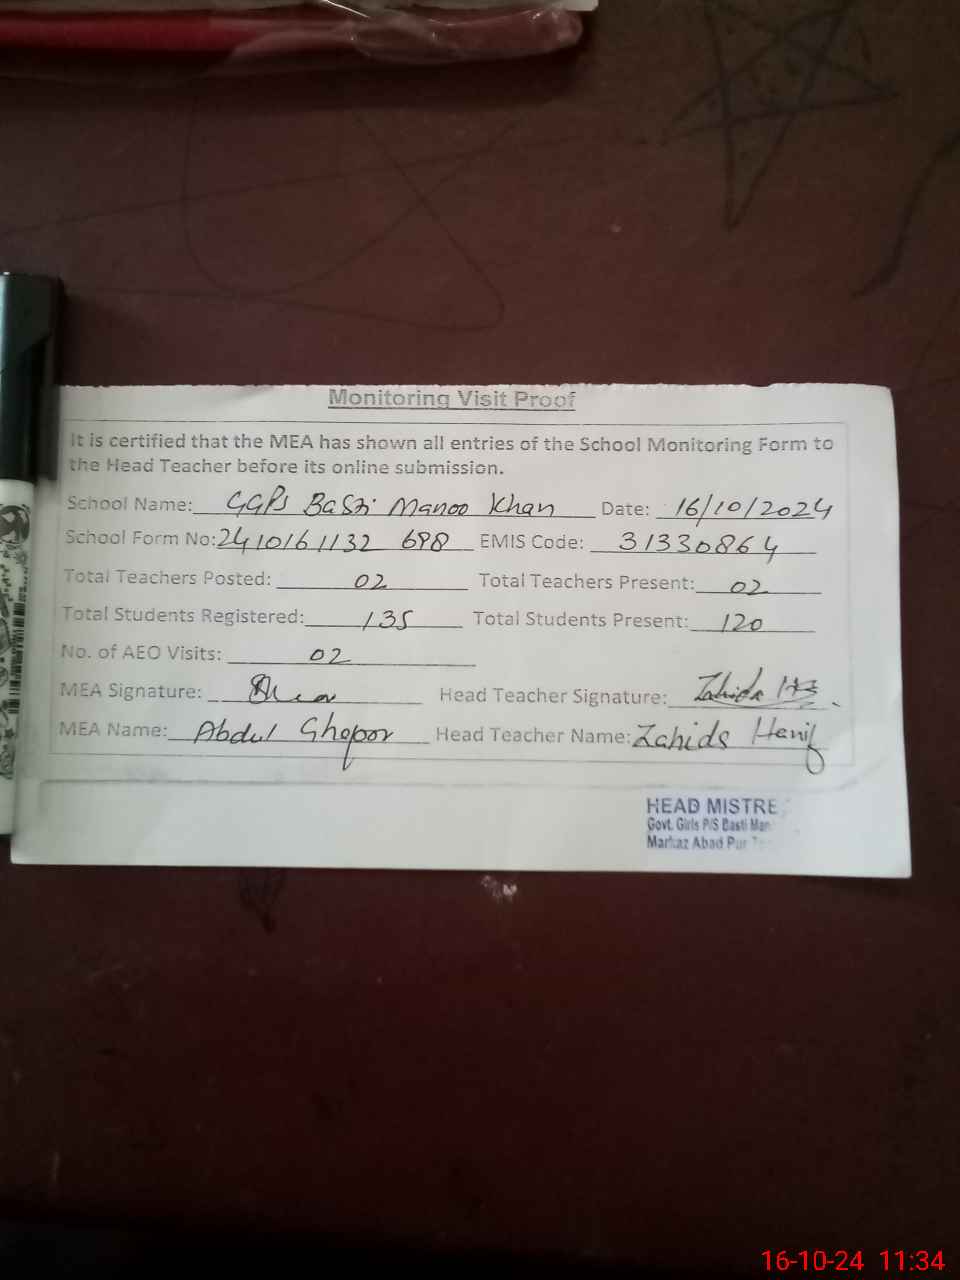 Monitoring Visit Proof
It is certified that the MEA has shown all entries of the School Monitoring Form to
the Head Teacher before its online submission.
School Name: GGPS Basti Manoo Khan Date: 16/10/2024
School Form No: 2410161132 698 EMIS Code: 31330864
Total Teachers Posted: 02 Total Teachers Present: 02
Total Students Registered: 135 Total Students Present: 120
No. of AEO Visits: 02
MEA Signature: Head Teacher Signature: Zahida
MEA Name: Abdul Ghafoor Head Teacher Name: Zahida Hanif
HEAD MISTRE
Govt. Girls P/S Basti Man
Markaz Abad Pur
16-10-24 11:34